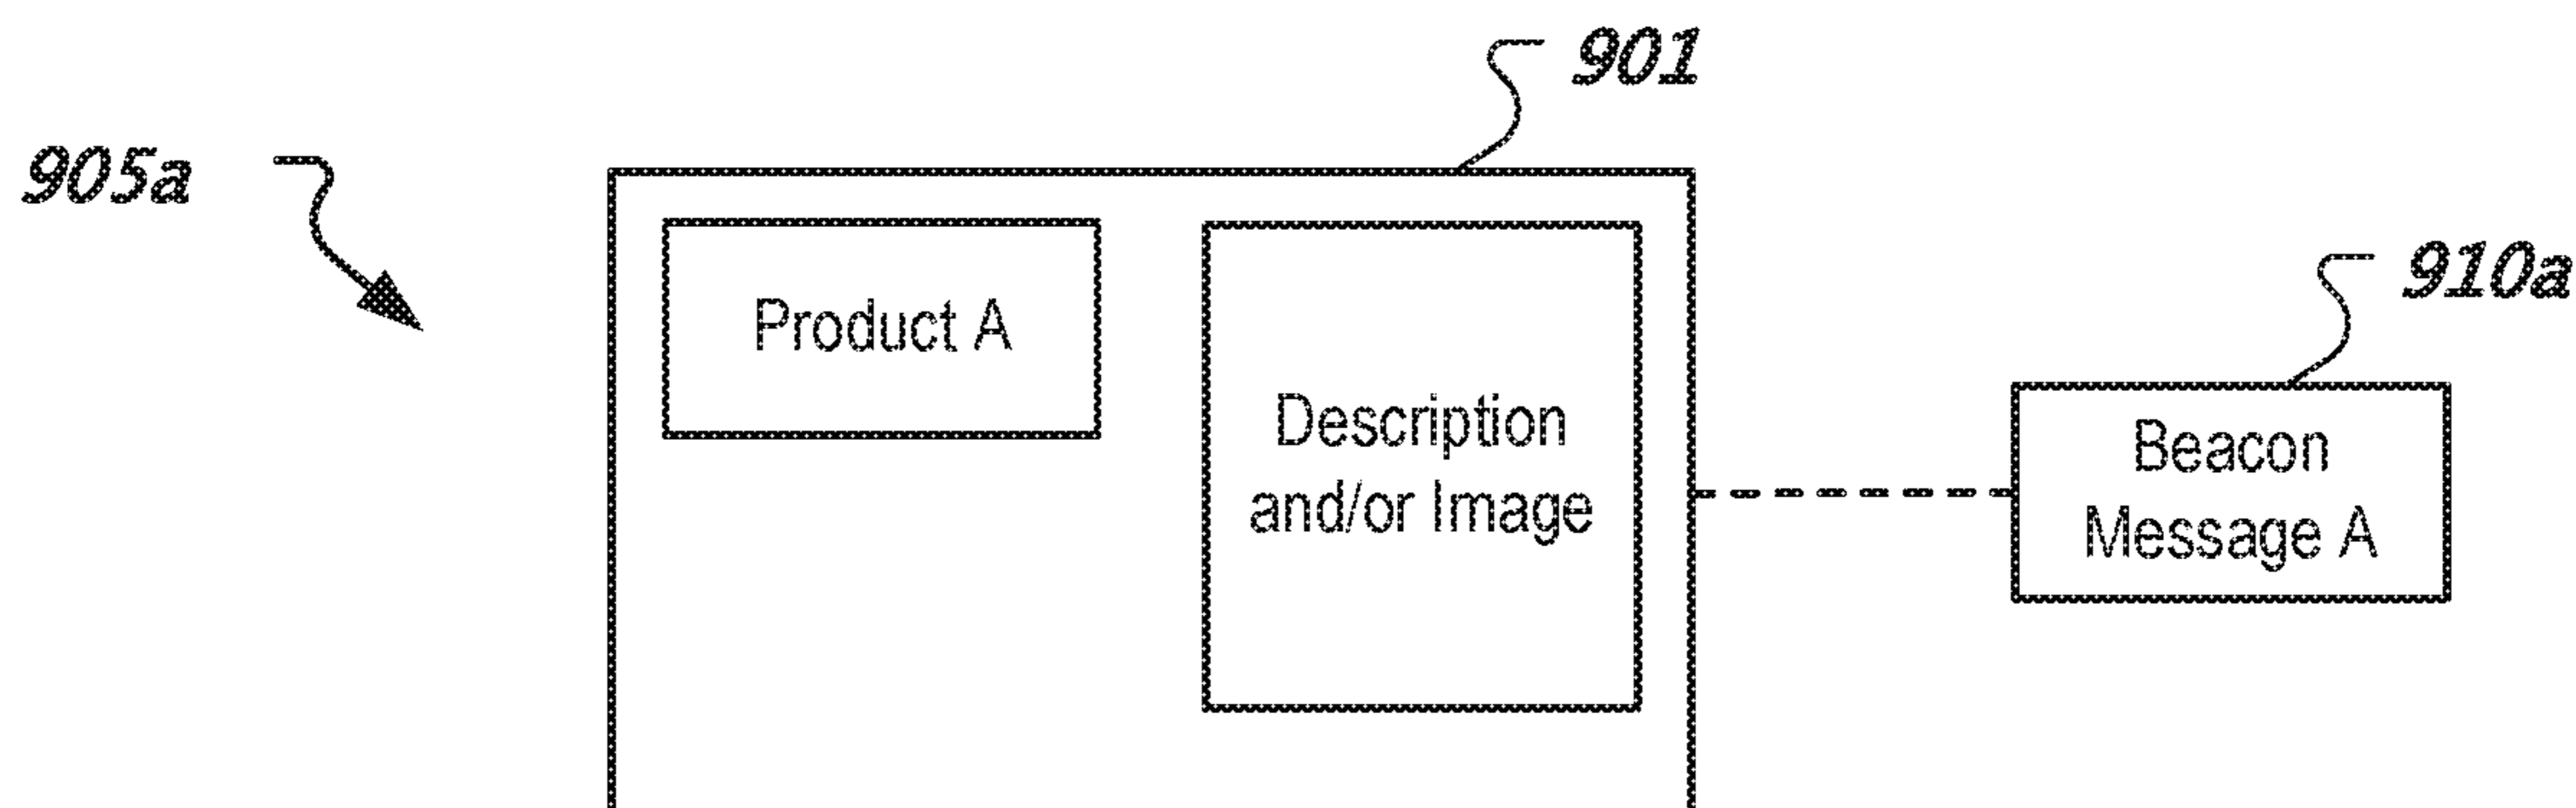 901
905a
910a
Product A
Description
and/or Image
Beacon
Message A